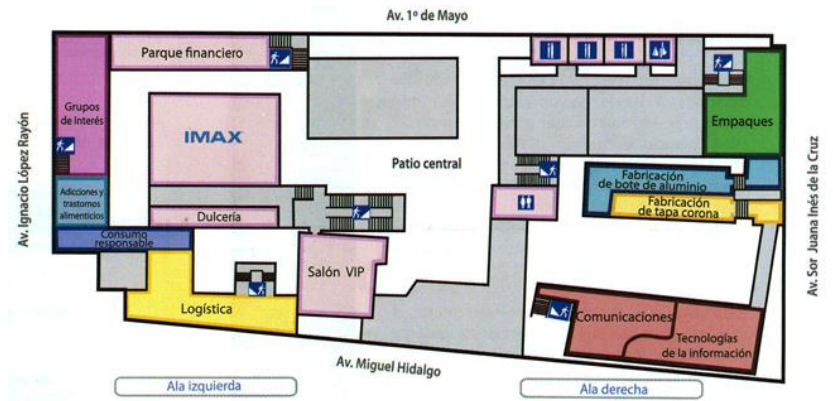 Av. 1º de Mayo
Parque financiero
Grupos
de Interés
IMAX
Patio central
Empaques
Av. Ignacio López Rayón
Av. Sor Juana Inés de la Cruz
Adicciones y
trastornos
alimenticios
Dulcería
Fabricación
de bote de aluminio
Fabricación
de tapa corona
Consumo
responsable
Salón VIP
Logística
Comunicaciones
Tecnologías
de la información
Av. Miguel Hidalgo
Ala izquierda
Ala derecha